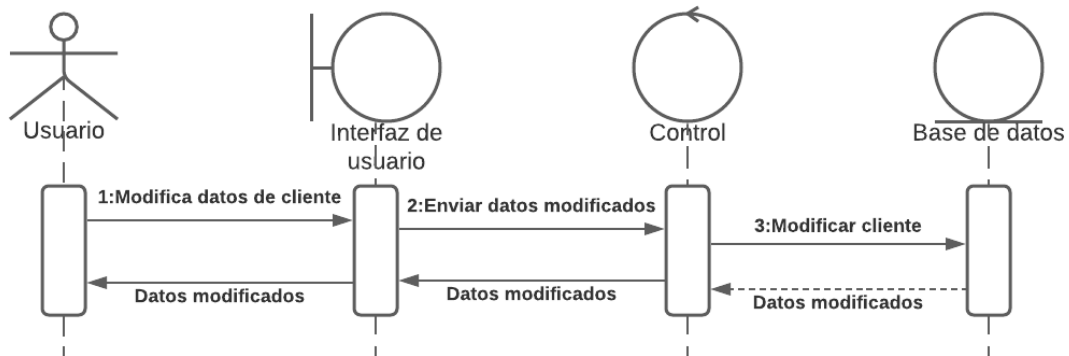 Usuario
Interfaz de
usuario
Control
Base de datos
1:Modifica datos de cliente
2:Enviar datos modificados
3:Modificar cliente
Datos modificados
Datos modificados
Datos modificados